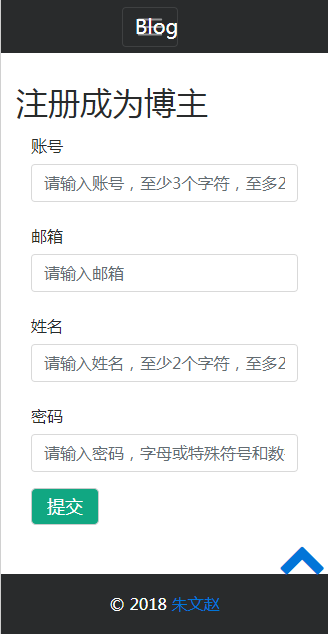 Blog
注册成为博主
账号
请输入账号，至少3个字符，至多2
邮箱
请输入邮箱
姓名
请输入姓名，至少2个字符，至多2
密码
请输入密码，字母或特殊符号和数
提交
© 2018 朱文赵